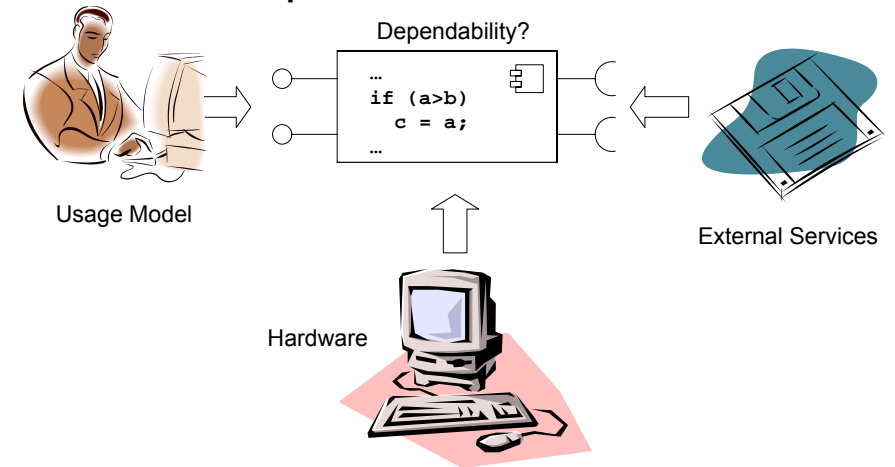 Dependability?
…
if (a>b)
c = a;
…
Usage Model
External Services
Hardware